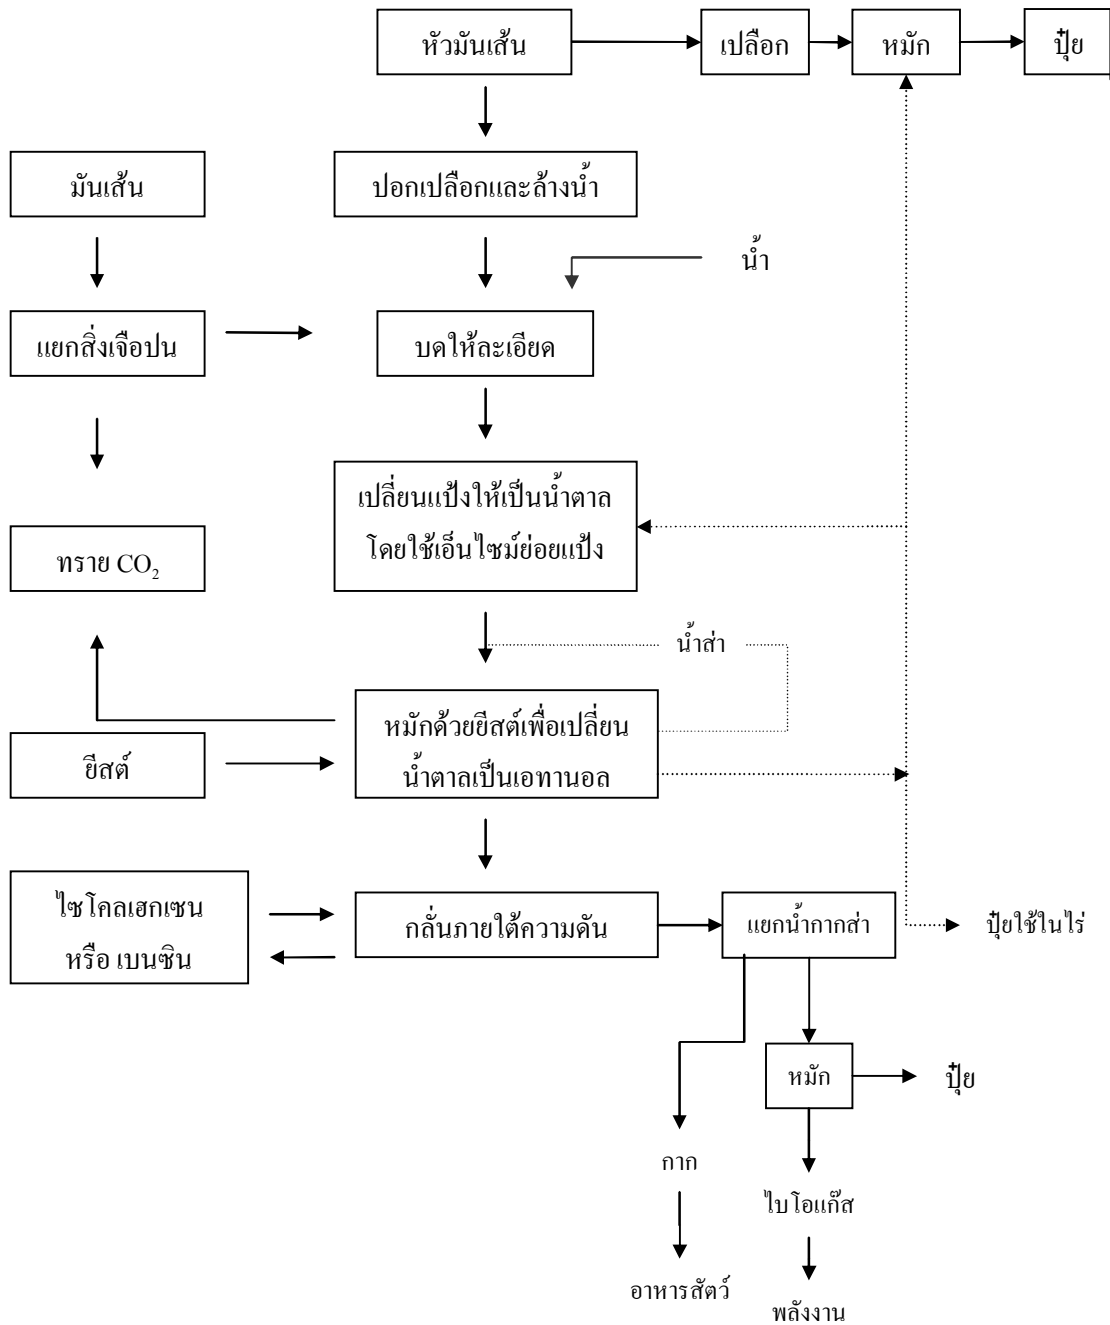 หัวมันเส้น
เปลือก
หมัก
ปุ๋ย
มันเส้น
ปอกเปลือกและล้างน้ำ
น้ำ
แยกสิ่งเจือปน
บดให้ละเอียด
เปลี่ยนแป้งให้เป็นน้ำตาล
โดยใช้เอ็นไซม์ย่อยแป้ง
ทราย CO₂
น้ำส่า
หมักด้วยยีสต์เพื่อเปลี่ยน
น้ำตาลเป็นเอทานอล
ยีสต์
ไซโคลเฮกเซน
หรือ เบนซิน
กลั่นภายใต้ความดัน
แยกน้ำกากส่า
ปุ๋ยใช้ในไร่
หมัก
ปุ๋ย
กาก
ไบโอแก๊ส
อาหารสัตว์
พลังงาน